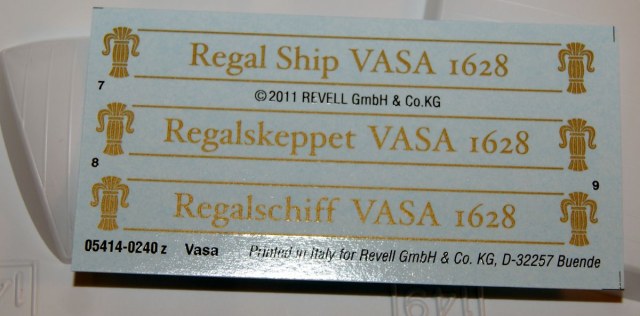 Regal Ship VASA 1628
7
©2011 REVELL GmbH & Co.KG
Regalskeppet VASA 1628
8
9
Regalschiff VASA 1628
05414-0240 z Vasa Printed in Italy for Revell GmbH & Co. KG, D-32257 Buende